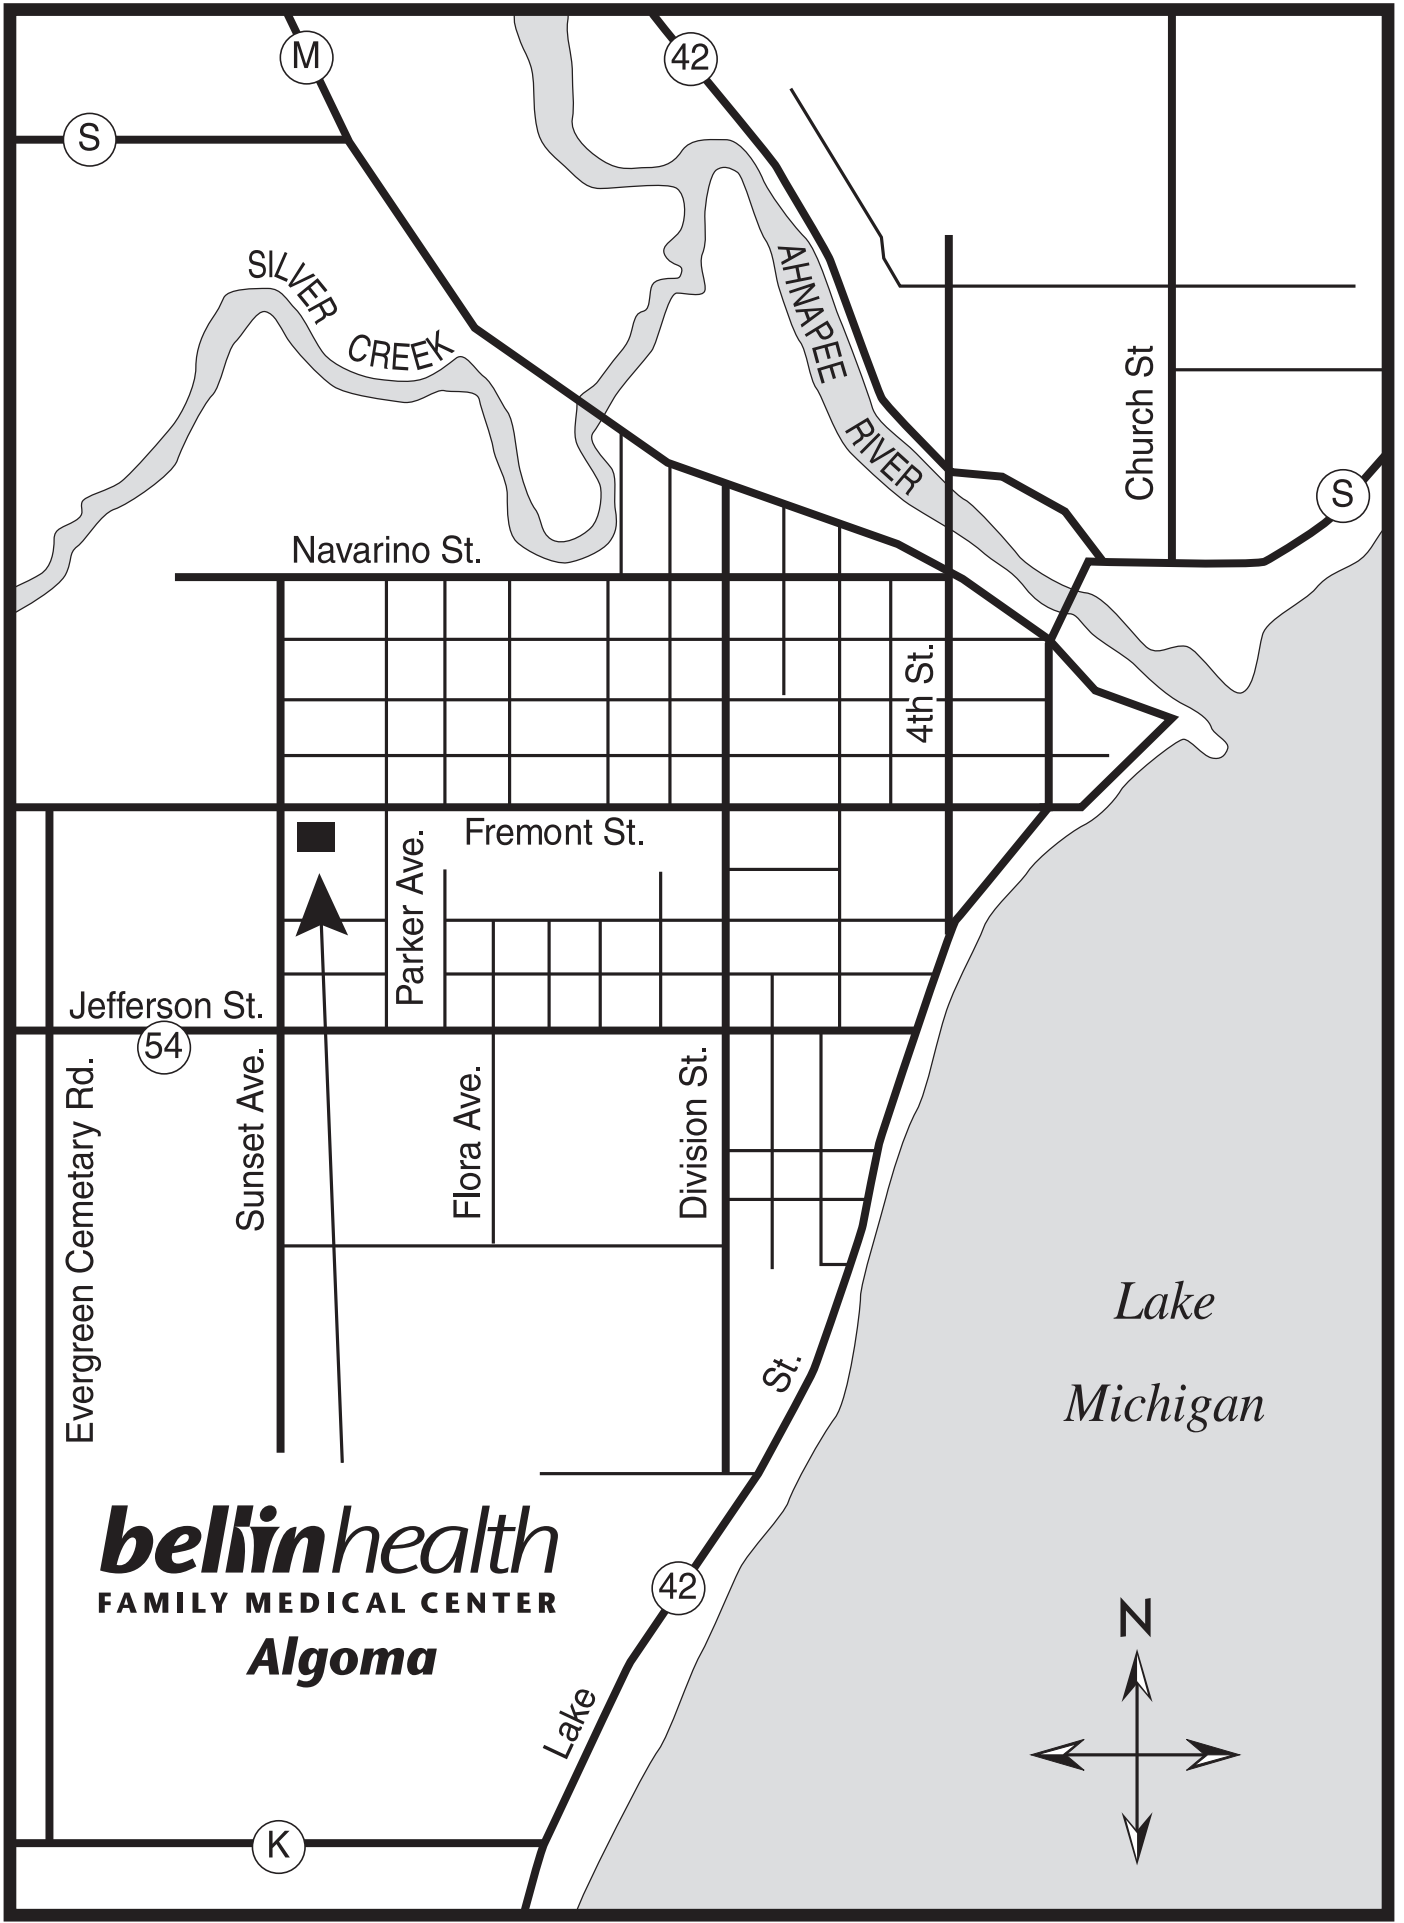 M
42
S
SILVER
CREEK
AHNAPEE
RIVER
Church St
S
Navarino St.
4th St.
Fremont St.
Parker Ave.
Jefferson St.
54
Evergreen Cemetary Rd.
Sunset Ave.
Flora Ave.
Division St.
Lake
Michigan
St.
bellinhealth
FAMILY MEDICAL CENTER
Algoma
42
N
Lake
K